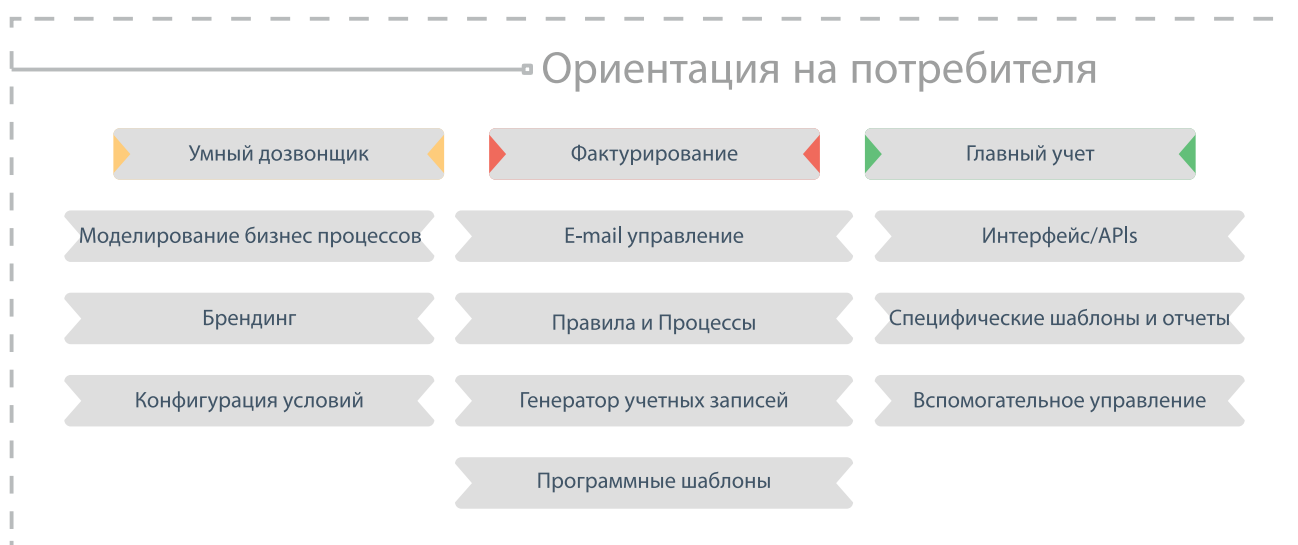 Ориентация на потребителя
Умный дозвонщик
Фактурирование
Главный учет
Моделирование бизнес процессов
E-mail управление
Интерфейс/APIs
Брендинг
Правила и Процессы
Специфические шаблоны и отчеты
Конфигурация условий
Генератор учетных записей
Вспомогательное управление
Программные шаблоны